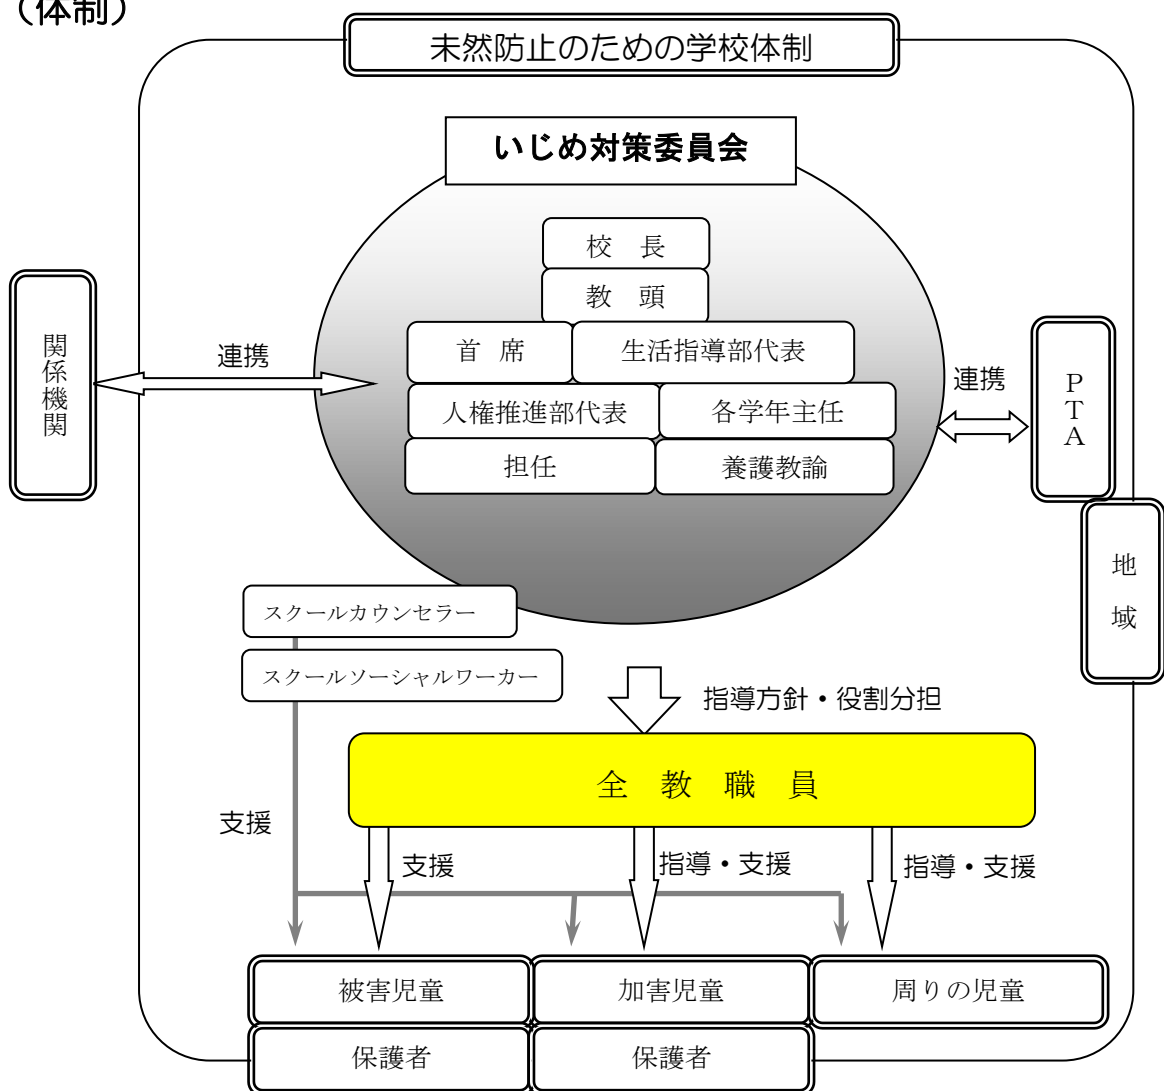 （体制）
未然防止のための学校体制
いじめ対策委員会
校　長
教　頭
首 席
生活指導部代表
人権推進部代表
各学年主任
担任
養護教諭
関係機関
連携
連携
PTA
地域
スクールカウンセラー
スクールソーシャルワーカー
指導方針・役割分担
全　教　職　員
支援
支援
指導・支援
指導・支援
被害児童
加害児童
周りの児童
保護者
保護者